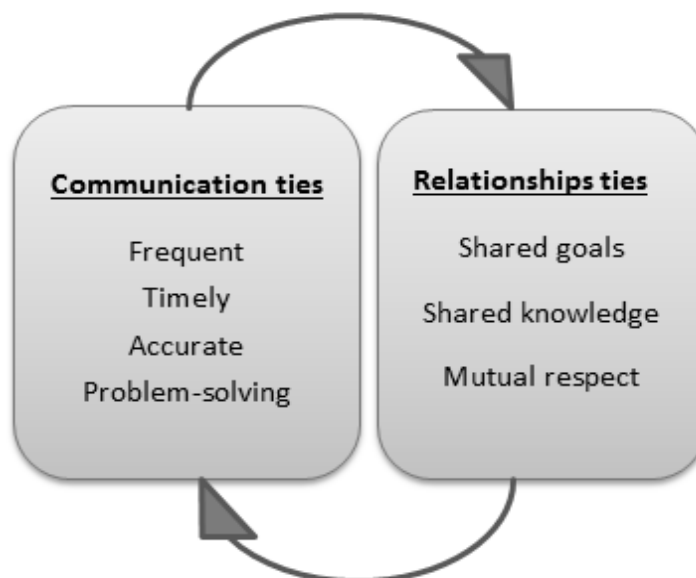 Communication ties
Frequent
Timely
Accurate
Problem-solving
Relationships ties
Shared goals
Shared knowledge
Mutual respect